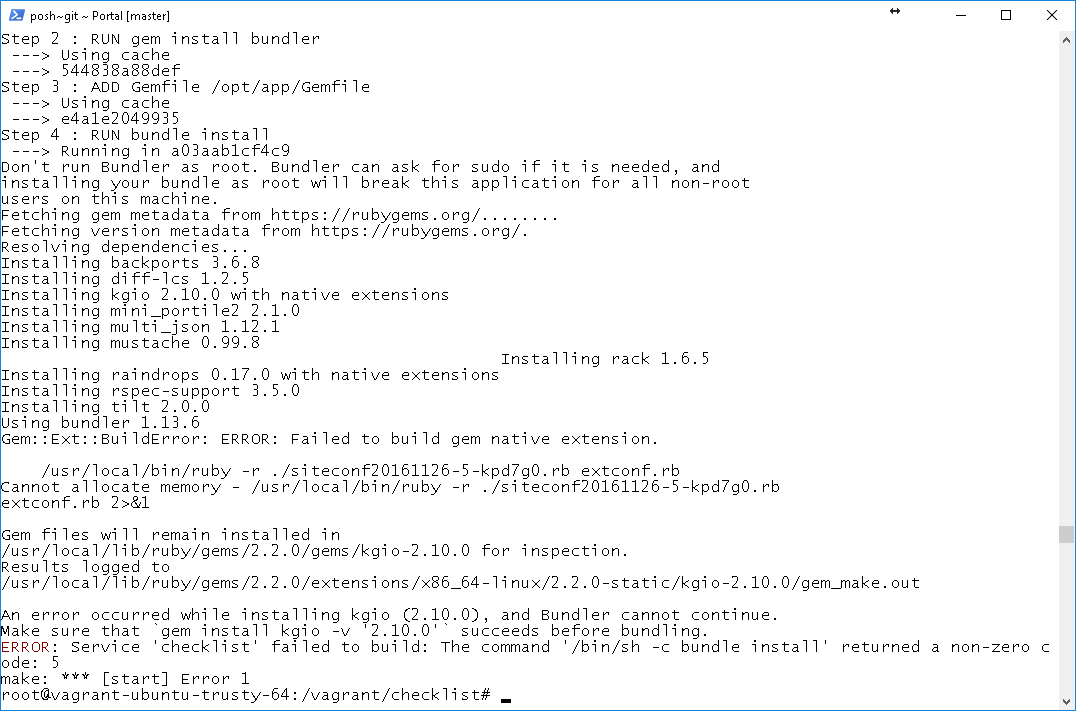 posh~git ~ Portal [master]
Step 2 : RUN gem install bundler
 ---> Using cache
 ---> 544838a88def
Step 3 : ADD Gemfile /opt/app/Gemfile
 ---> Using cache
 ---> e4a1e2049935
Step 4 : RUN bundle install
 ---> Running in a03aab1cf4c9
Don't run Bundler as root. Bundler can ask for sudo if it is needed, and
installing your bundle as root will break this application for all non-root
users on this machine.
Fetching gem metadata from https://rubygems.org/........
Fetching version metadata from https://rubygems.org/.
Resolving dependencies...
Installing backports 3.6.8
Installing diff-lcs 1.2.5
Installing kgio 2.10.0 with native extensions
Installing mini_portile2 2.1.0
Installing multi_json 1.12.1
Installing mustache 0.99.8
Installing rack 1.6.5
Installing raindrops 0.17.0 with native extensions
Installing rspec-support 3.5.0
Installing tilt 2.0.0
Using bundler 1.13.6
Gem::Ext::BuildError: ERROR: Failed to build gem native extension.
/usr/local/bin/ruby -r ./siteconf20161126-5-kpd7g0.rb extconf.rb
Cannot allocate memory - /usr/local/bin/ruby -r ./siteconf20161126-5-kpd7g0.rb
extconf.rb 2>&1
Gem files will remain installed in
/usr/local/lib/ruby/gems/2.2.0/gems/kgio-2.10.0 for inspection.
Results logged to
/usr/local/lib/ruby/gems/2.2.0/extensions/x86_64-linux/2.2.0-static/kgio-2.10.0/gem_make.out
An error occurred while installing kgio (2.10.0), and Bundler cannot continue.
Make sure that `gem install kgio -v '2.10.0'` succeeds before bundling.
ERROR: Service 'checklist' failed to build: The command '/bin/sh -c bundle install' returned a non-zero c
ode: 5
make: *** [start] Error 1
root@vagrant-ubuntu-trusty-64:/vagrant/checklist#